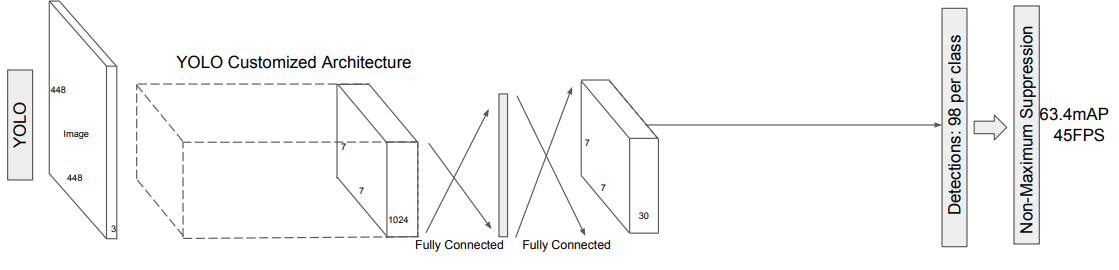 YOLO
448
Image
448
3
YOLO Customized Architecture
7
7
1024
Fully Connected
Fully Connected
7
7
30
Detections: 98 per class
Non-Maximum Suppression
63.4mAP
45FPS